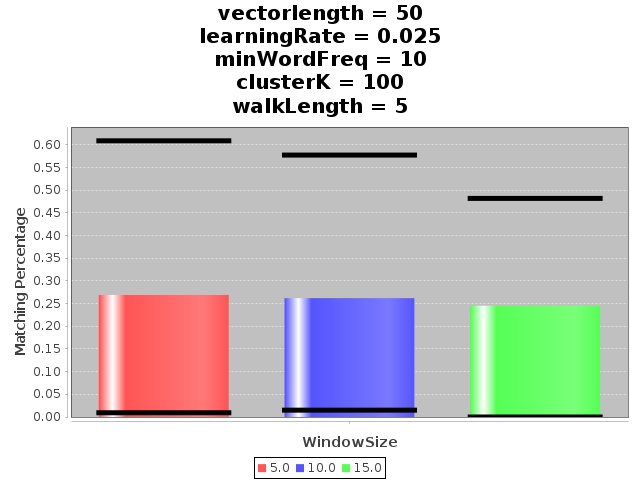 vectorlength = 50
learningRate = 0.025
minWordFreq = 10
clusterK = 100
walkLength = 5
0.60
0.55
0.50
0.45
0.40
0.35
0.30
0.25
0.20
0.15
0.10
0.05
0.00
Matching Percentage
WindowSize
5.0 10.0 15.0